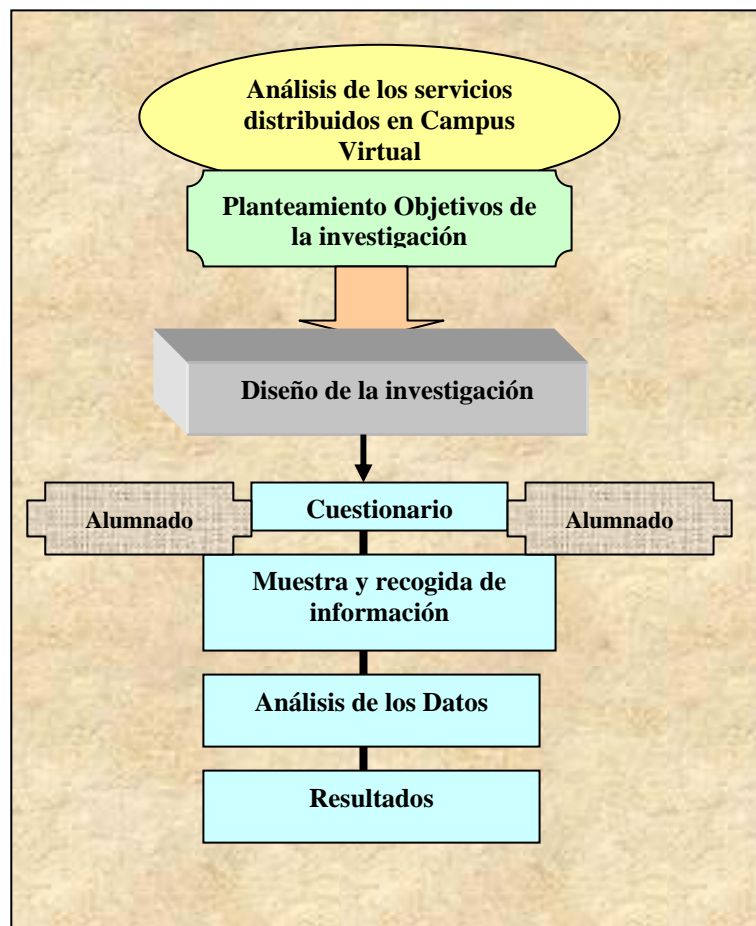 Análisis de los servicios
distribuidos en Campus
Virtual
Planteamiento Objetivos de
la investigación
Diseño de la investigación
Alumnado
Cuestionario
Alumnado
Muestra y recogida de
información
Análisis de los Datos
Resultados